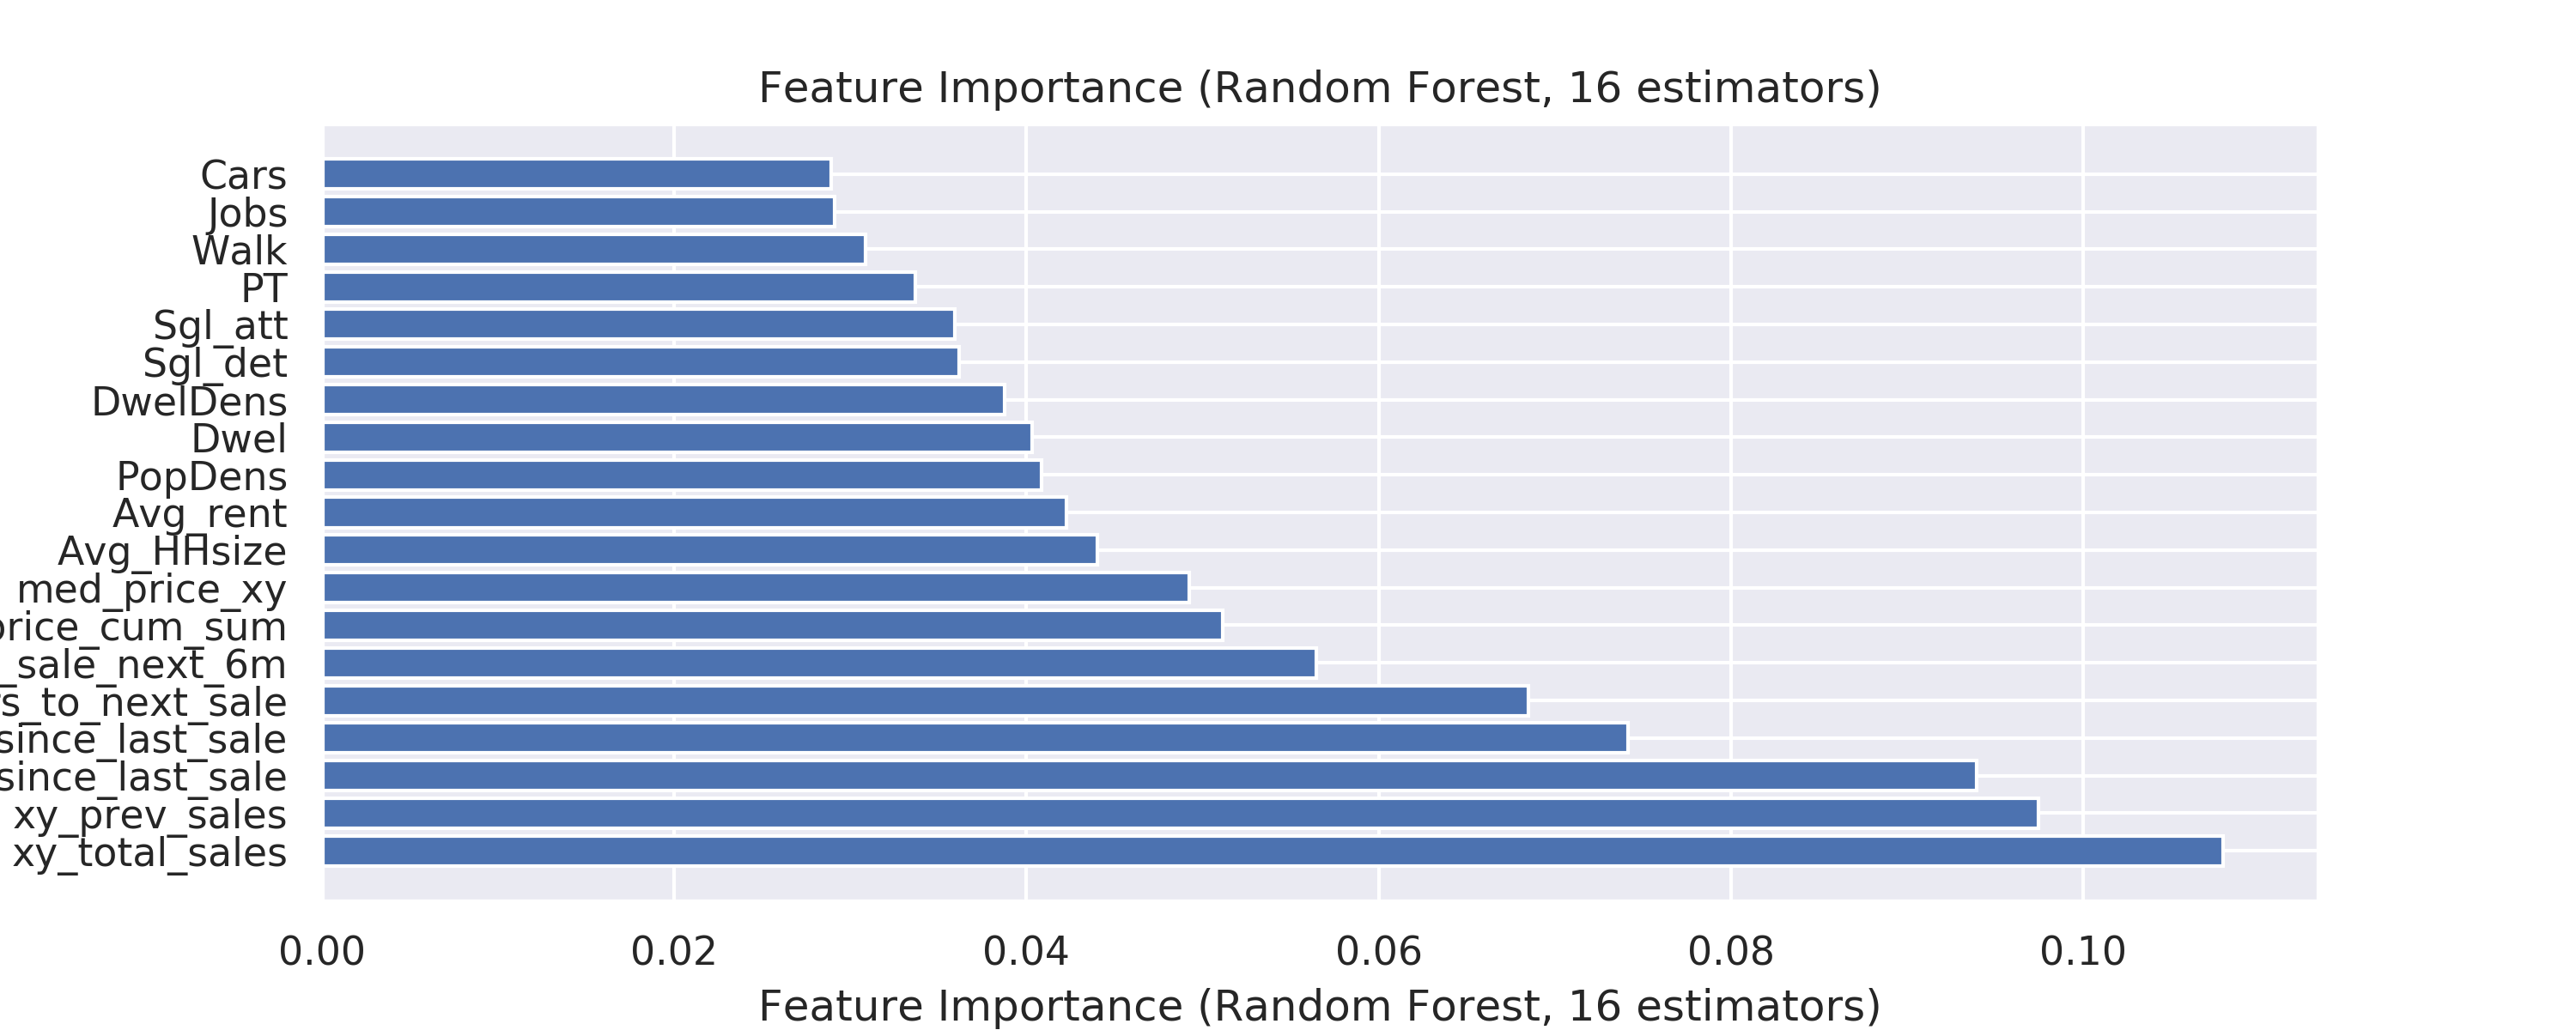 Feature Importance (Random Forest, 16 estimators)
Cars
Jobs
Walk
PT
Sgl_att
Sgl_det
DwelDens
Dwel
PopDens
Avg_rent
Avg_HHsize
med_price_xy
price_cum_sum
_sale_next_6m
s_to_next_sale
since_last_sale
since_last_sale
xy_prev_sales
xy_total_sales
0.00 0.02 0.04 0.06 0.08 0.10
Feature Importance (Random Forest, 16 estimators)